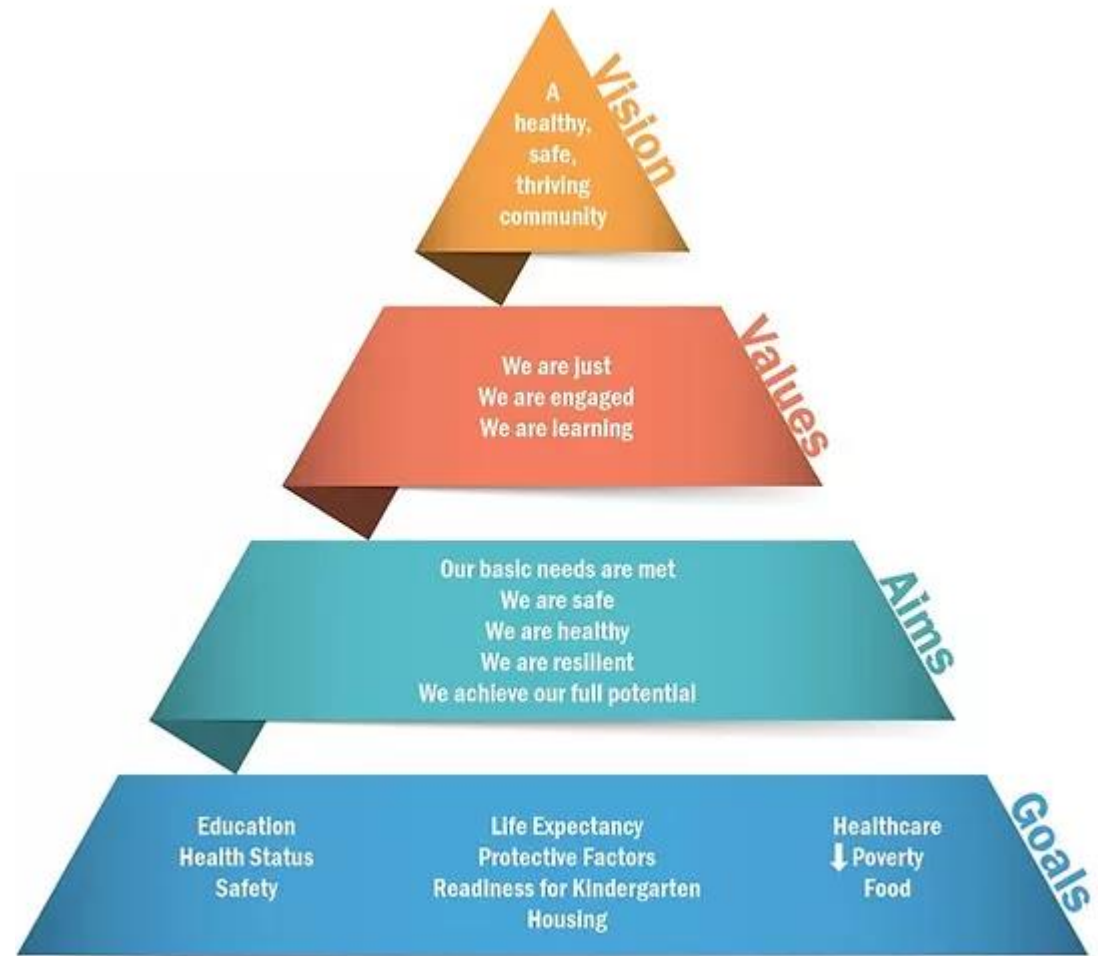 Vision
A
healthy,
safe,
thriving
community
Values
We are just
We are engaged
We are learning
Aims
Our basic needs are met
We are safe
We are healthy
We are resilient
We achieve our full potential
Goals
Education
Health Status
Safety
Life Expectancy
Protective Factors
Readiness for Kindergarten
Housing
Healthcare
⬇ Poverty
Food